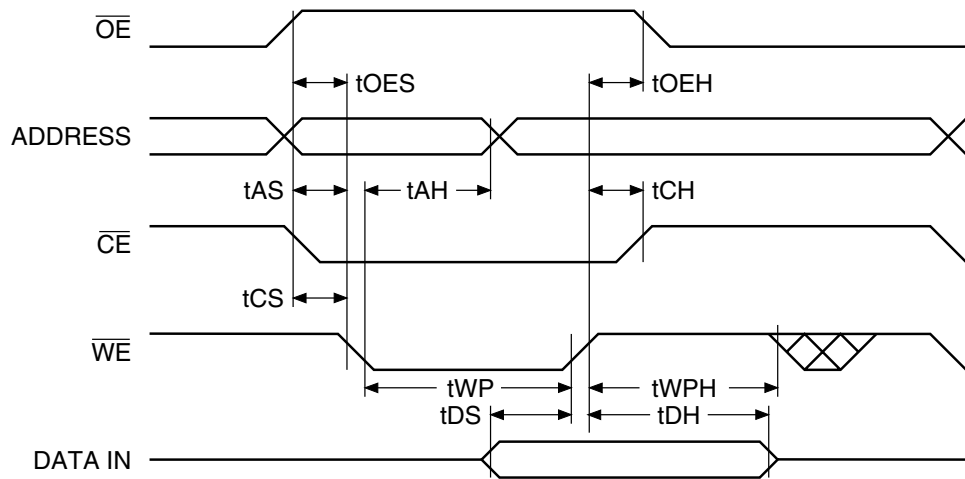 OE
tOES tOEH
ADDRESS
tAS tAH tCH
CE
tCS
WE
tWP tWPH
tDS tDH
DATA IN